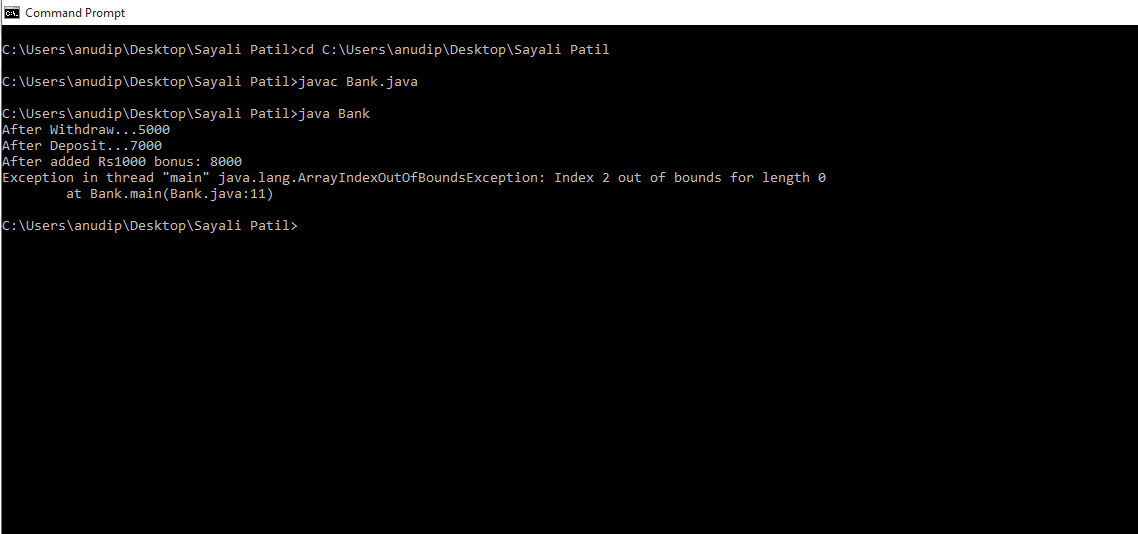 Command Prompt
C:\Users\anudip\Desktop\Sayali Patil>cd C:\Users\anudip\Desktop\Sayali Patil
C:\Users\anudip\Desktop\Sayali Patil>javac Bank.java
C:\Users\anudip\Desktop\Sayali Patil>java Bank
After Withdraw...5000
After Deposit...7000
After added Rs1000 bonus: 8000
Exception in thread "main" java.lang.ArrayIndexOutOfBoundsException: Index 2 out of bounds for length 0
        at Bank.main(Bank.java:11)
C:\Users\anudip\Desktop\Sayali Patil>